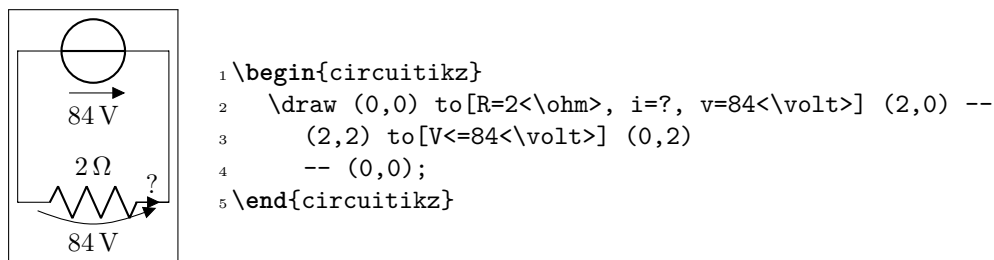 84 V
2 Ω
?
84 V
1 \begin{circuitikz}
2 \draw (0,0) to[R=2<\ohm>, i=?, v=84<\volt>] (2,0) --
3 (2,2) to[V<=84<\volt>] (0,2)
4 -- (0,0);
5 \end{circuitikz}